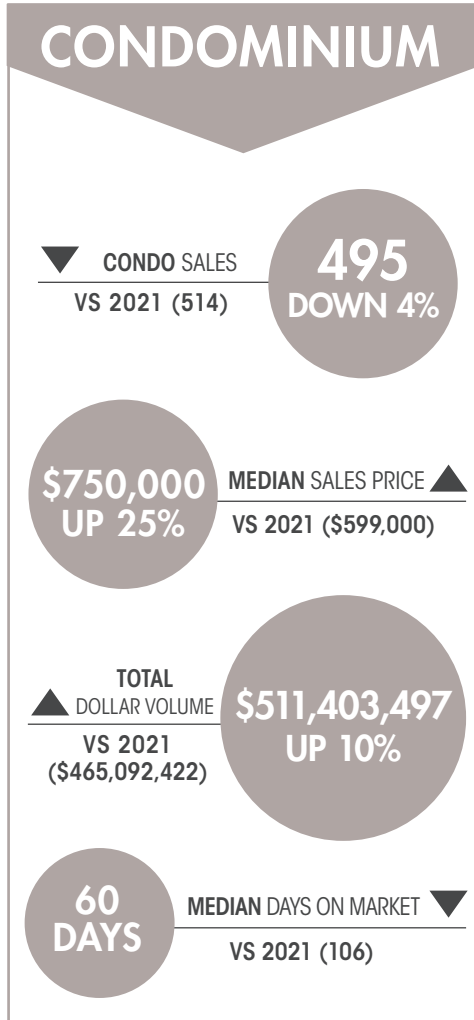 CONDOMINIUM
CONDO SALES
VS 2021 (514)
495
DOWN 4%
$750,000
UP 25%
MEDIAN SALES PRICE
VS 2021 ($599,000)
TOTAL
DOLLAR VOLUME
VS 2021
($465,092,422)
$511,403,497
UP 10%
60
DAYS
MEDIAN DAYS ON MARKET
VS 2021 (106)